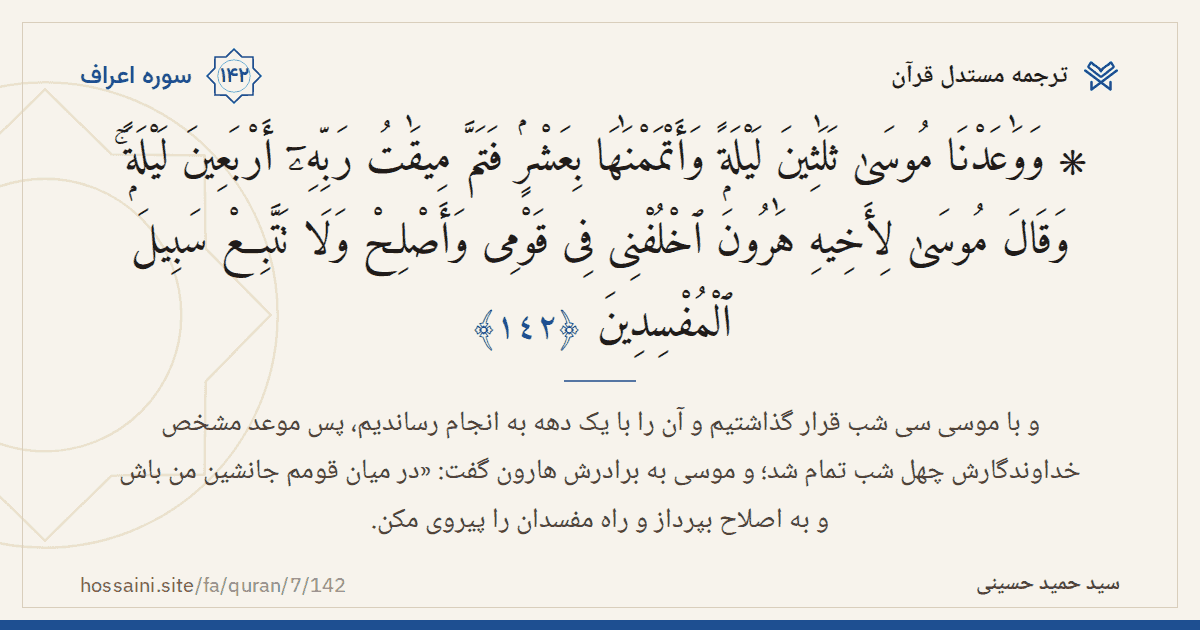 ترجمه مستدل قرآن
سوره اعراف ۱۴۲
⁕ وَوَٰعَدْنَا مُوسَىٰ ثَلَٰثِينَ لَيْلَةًۭ وَأَتْمَمْنَٰهَا بِعَشْرٍۢ فَتَمَّ مِيقَٰتُ رَبِّهِۦٓ أَرْبَعِينَ لَيْلَةًۭ ۚ
وَقَالَ مُوسَىٰ لِأَخِيهِ هَٰرُونَ ٱخْلُفْنِى فِى قَوْمِى وَأَصْلِحْ وَلَا تَتَّبِعْ سَبِيلَ
ٱلْمُفْسِدِينَ ﴿١٤٢﴾
و با موسی سی شب قرار گذاشتیم و آن را با یک دهه به انجام رساندیم، پس موعد مشخص
خداوندگارش چهل شب تمام شد؛ و موسی به برادرش هارون گفت: «در میان قومم جانشین من باش
و به اصلاح بپرداز و راه مفسدان را پیروی مکن.
سید حمید حسینی
hossaini.site/fa/quran/7/142